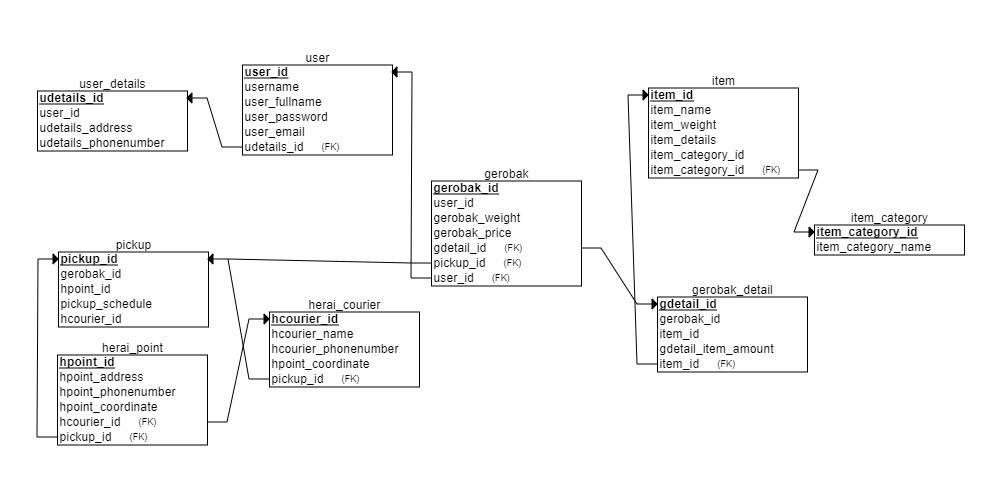 user
user_id
username
user_fullname
user_password
user_email
udetails_id (FK)
user_details
udetails_id
user_id
udetails_address
udetails_phonenumber
item
item_id
item_name
item_weight
item_details
item_category_id
item_category_id (FK)
gerobak
gerobak_id
user_id
gerobak_weight
gerobak_price
gdetail_id (FK)
pickup_id (FK)
user_id (FK)
item_category
item_category_id
item_category_name
pickup
pickup_id
gerobak_id
hpoint_id
pickup_schedule
hcourier_id
gerobak_detail
gdetail_id
gerobak_id
item_id
gdetail_item_amount
item_id (FK)
herai_courier
hcourier_id
hcourier_name
hcourier_phonenumber
hpoint_coordinate
pickup_id (FK)
herai_point
hpoint_id
hpoint_address
hpoint_phonenumber
hpoint_coordinate
hcourier_id (FK)
pickup_id (FK)